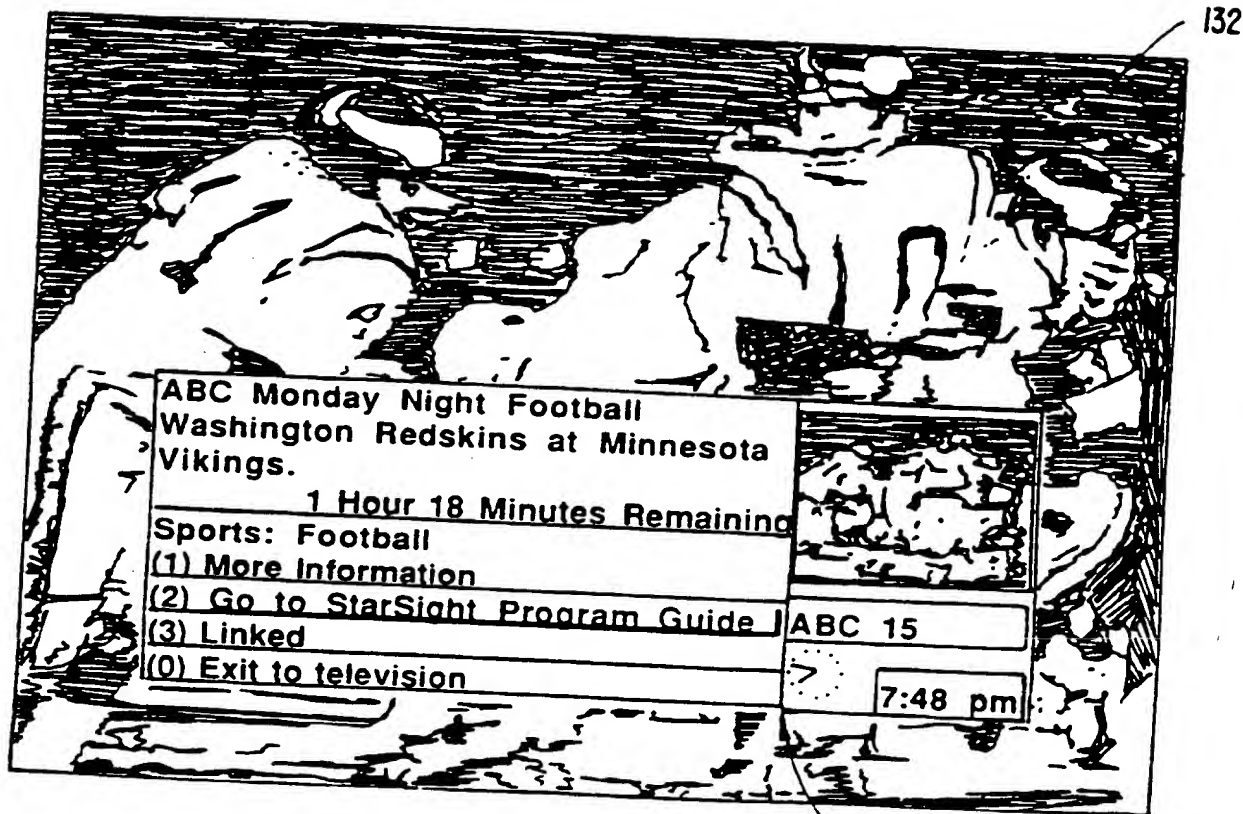 132
ABC Monday Night Football
Washington Redskins at Minnesota
Vikings.
1 Hour 18 Minutes Remaining
Sports: Football
(1) More Information
(2) Go to StarSight Program Guide
(3) Linked
(0) Exit to television
ABC 15
7:48 pm